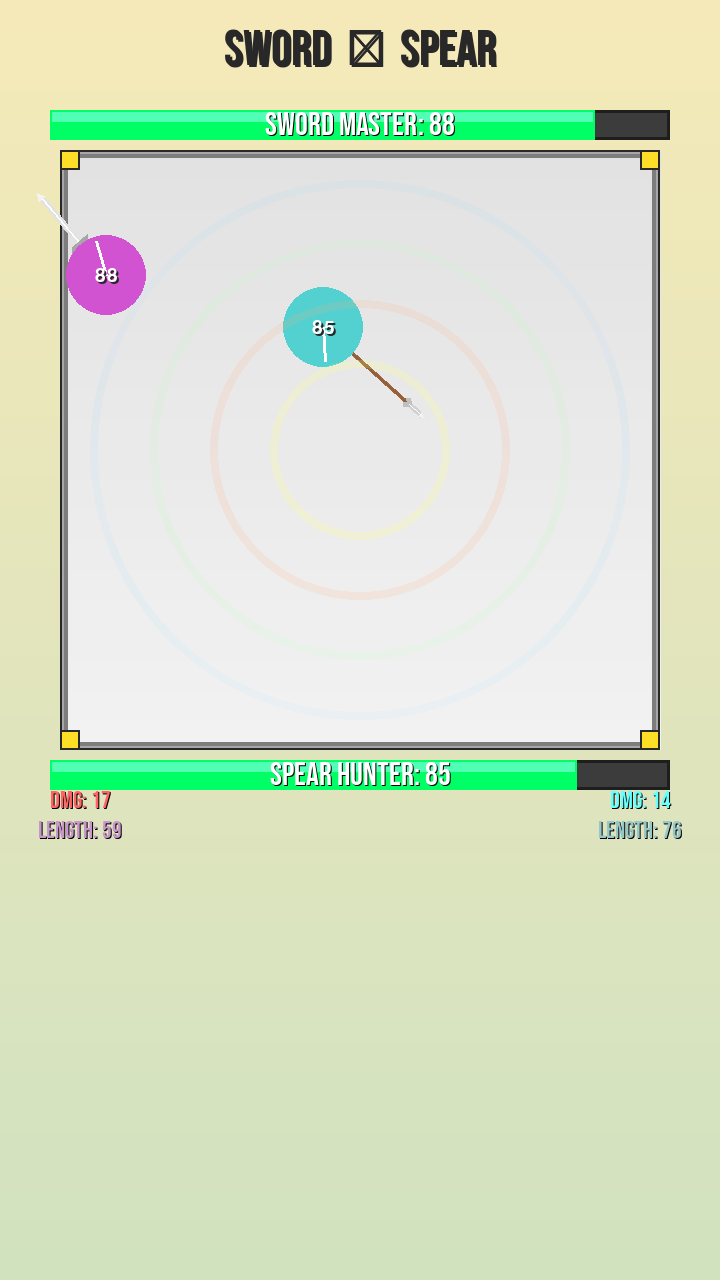 SWORD ☒ SPEAR
SWORD MASTER: 88
88
85
SPEAR HUNTER: 85
DMG: 17
DMG: 14
LENGTH: 59
LENGTH: 76